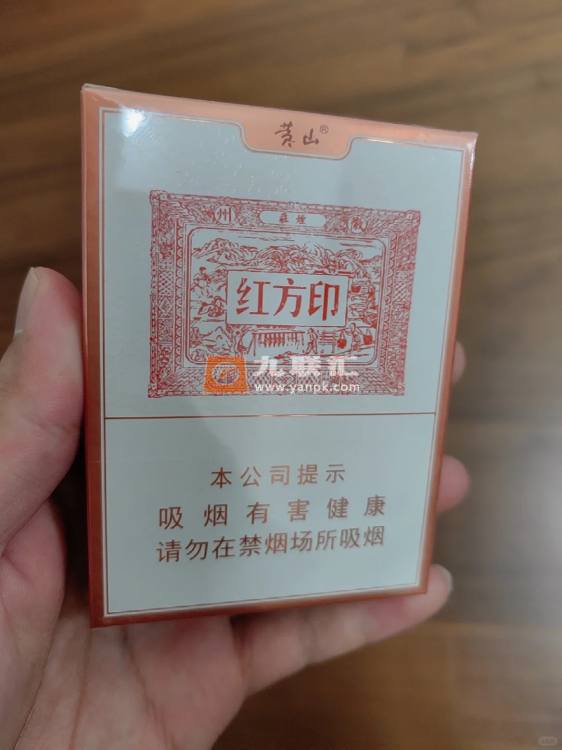 黄山®
州 徽
红方印
九联汇
www.yanpk.com
本公司提示
吸烟有害健康
请勿在禁烟场所吸烟